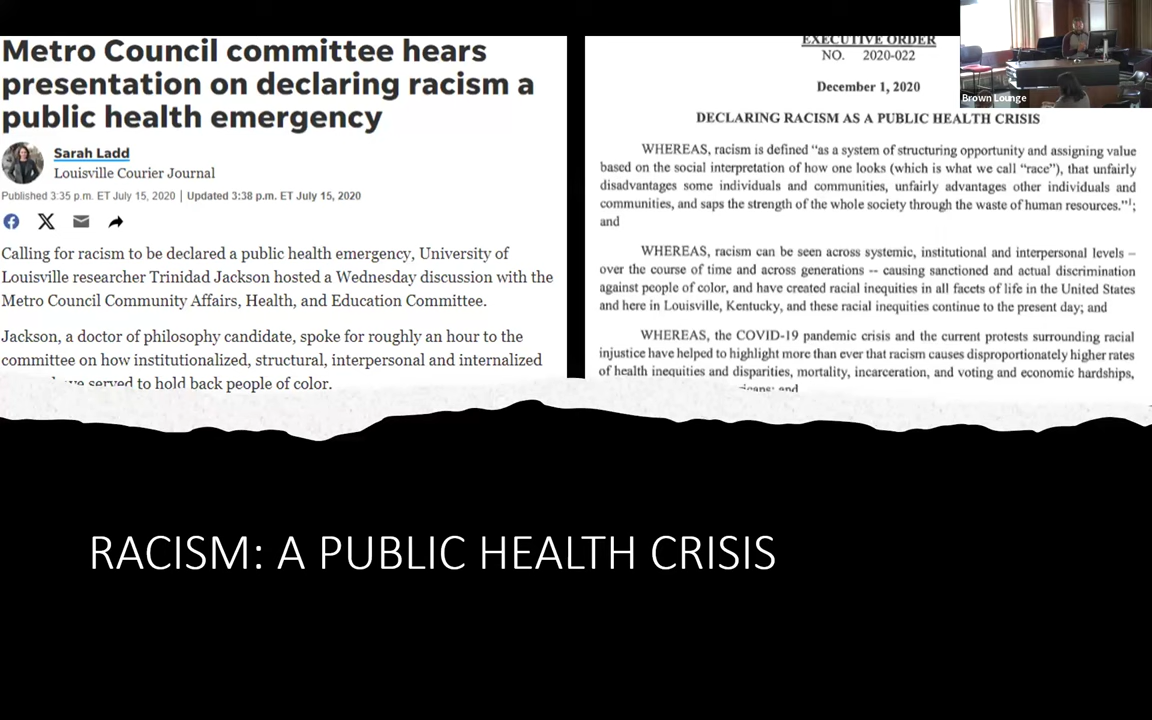 Metro Council committee hears
presentation on declaring racism a
public health emergency
Sarah Ladd
Louisville Courier Journal
Published 3:35 p.m. ET July 15, 2020 | Updated 3:38 p.m. ET July 15, 2020
Calling for racism to be declared a public health emergency, University of
Louisville researcher Trinidad Jackson hosted a Wednesday discussion with the
Metro Council Community Affairs, Health, and Education Committee.
Jackson, a doctor of philosophy candidate, spoke for roughly an hour to the
committee on how institutionalized, structural, interpersonal and internalized
served to hold back people of color.
EXECUTIVE ORDER
NO. 2020-022
December 1, 2020
DECLARING RACISM AS A PUBLIC HEALTH CRISIS
WHEREAS, racism is defined “as a system of structuring opportunity and assigning value
based on the social interpretation of how one looks (which is what we call “race”), that unfairly
disadvantages some individuals and communities, unfairly advantages other individuals and
communities, and saps the strength of the whole society through the waste of human resources.”¹;
and
WHEREAS, racism can be seen across systemic, institutional and interpersonal levels –
over the course of time and across generations -- causing sanctioned and actual discrimination
against people of color, and have created racial inequities in all facets of life in the United States
and here in Louisville, Kentucky, and these racial inequities continue to the present day; and
WHEREAS, the COVID-19 pandemic crisis and the current protests surrounding racial
injustice have helped to highlight more than ever that racism causes disproportionately higher rates
of health inequities and disparities, mortality, incarceration, and voting and economic hardships,
and
Brown Lounge
RACISM: A PUBLIC HEALTH CRISIS